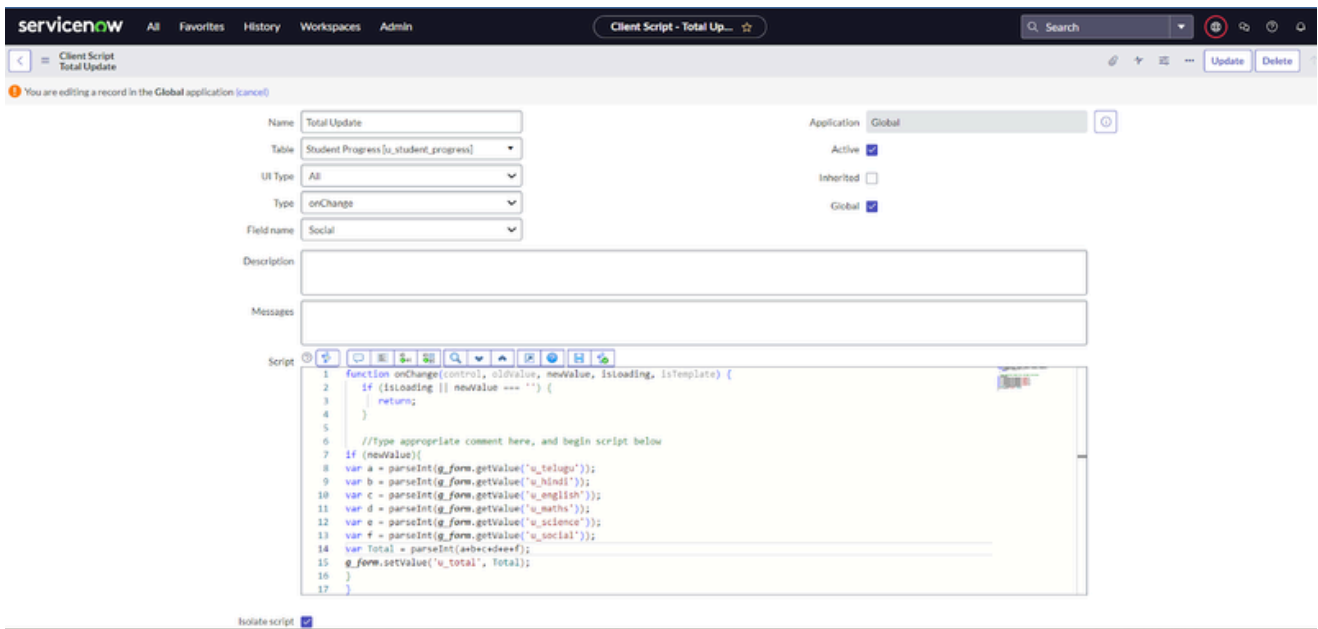 servicenow All Favorites History Workspaces Admin Client Script - Total Up... Search
Client Script
Total Update
Update Delete
You are editing a record in the Global application (cancel)
Name Total Update Application Global
Table Student Progress [u_student_progress] Active
UI Type All Inherited
Type onChange Global
Field name Social
Description
Messages
Script
1 function onChange(control, oldValue, newValue, isLoading, isTemplate) {
2 if (isLoading || newValue === '') {
3 return;
4 }
5
6 //Type appropriate comment here, and begin script below
7 if (newValue){
8 var a = parseInt(g_form.getValue('u_telugu'));
9 var b = parseInt(g_form.getValue('u_hindi'));
10 var c = parseInt(g_form.getValue('u_english'));
11 var d = parseInt(g_form.getValue('u_maths'));
12 var e = parseInt(g_form.getValue('u_science'));
13 var f = parseInt(g_form.getValue('u_social'));
14 var Total = parseInt(a+b+c+d+e+f);
15 g_form.setValue('u_total', Total);
16 }
17 }
Isolate script